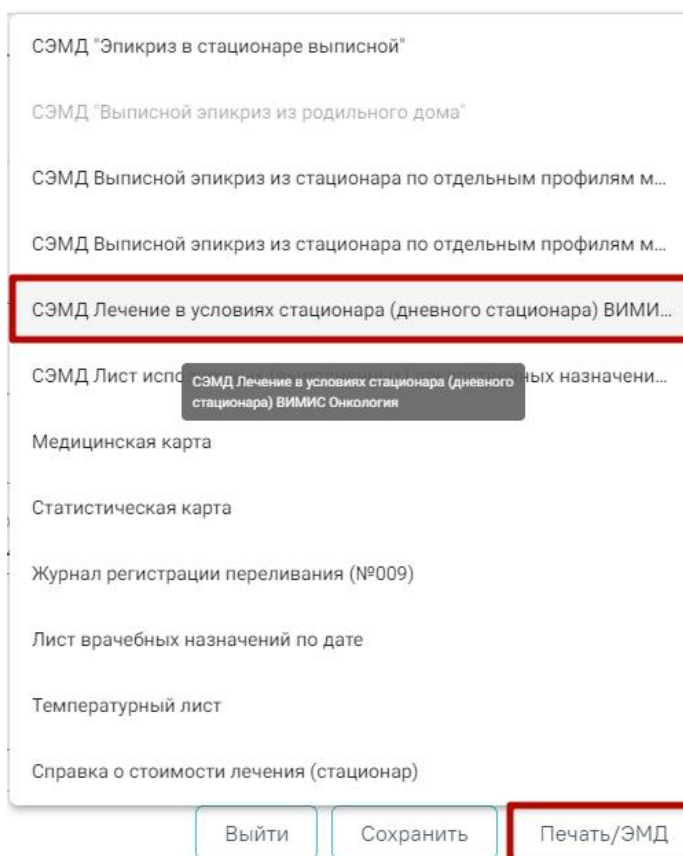 СЭМД "Эпикриз в стационаре выписной"
СЭМД "Выписной эпикриз из родильного дома"
СЭМД Выписной эпикриз из стационара по отдельным профилям м...
СЭМД Выписной эпикриз из стационара по отдельным профилям м...
СЭМД Лечение в условиях стационара (дневного стационара) ВИМИ...
СЭМД Лист назначени...
СЭМД Лечение в условиях стационара (дневного
стационара) ВИМИС Онкология
Медицинская карта
Статистическая карта
Журнал регистрации переливания (№009)
Лист врачебных назначений по дате
Температурный лист
Справка о стоимости лечения (стационар)
Выйти Сохранить Печать/ЭМД